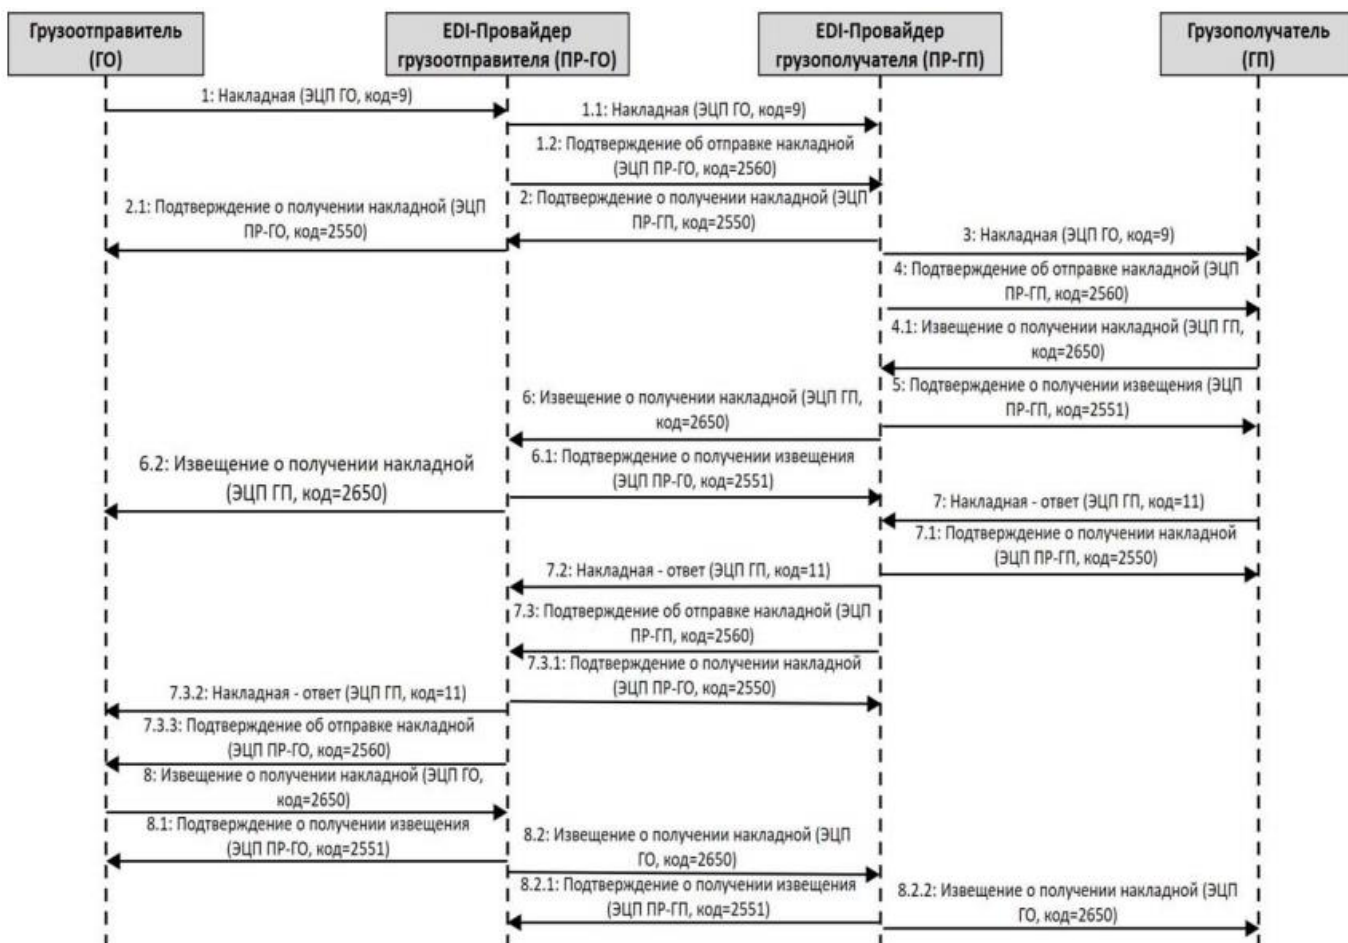 Грузоотправитель
(ГО)
EDI-Провайдер
грузоотправителя (ПР-ГО)
EDI-Провайдер
грузополучателя (ПР-ГП)
Грузополучатель
(ГП)
1: Накладная (ЭЦП ГО, код=9)
1.1: Накладная (ЭЦП ГО, код=9)
1.2: Подтверждение об отправке накладной
(ЭЦП ПР-ГО, код=2560)
2: Подтверждение о получении накладной (ЭЦП
ПР-ГП, код=2550)
2.1: Подтверждение о получении накладной (ЭЦП
ПР-ГО, код=2550)
3: Накладная (ЭЦП ГО, код=9)
4: Подтверждение об отправке накладной (ЭЦП
ПР-ГП, код=2560)
4.1: Извещение о получении накладной (ЭЦП ГП,
код=2650)
5: Подтверждение о получении извещения (ЭЦП
ПР-ГП, код=2551)
6: Извещение о получении накладной (ЭЦП ГП,
код=2650)
6.1: Подтверждение о получении извещения
(ЭЦП ПР-ГО, код=2551)
6.2: Извещение о получении накладной
(ЭЦП ГП, код=2650)
7: Накладная - ответ (ЭЦП ГП, код=11)
7.1: Подтверждение о получении накладной
(ЭЦП ПР-ГП, код=2550)
7.2: Накладная - ответ (ЭЦП ГП, код=11)
7.3: Подтверждение об отправке накладной (ЭЦП
ПР-ГП, код=2560)
7.3.1: Подтверждение о получении накладной
(ЭЦП ПР-ГО, код=2550)
7.3.2: Накладная - ответ (ЭЦП ГП, код=11)
7.3.3: Подтверждение об отправке накладной
(ЭЦП ПР-ГО, код=2560)
8: Извещение о получении накладной (ЭЦП ГО,
код=2650)
8.1: Подтверждение о получении извещения
(ЭЦП ПР-ГО, код=2551)
8.2: Извещение о получении накладной (ЭЦП
ГО, код=2650)
8.2.1: Подтверждение о получении извещения
(ЭЦП ПР-ГП, код=2551)
8.2.2: Извещение о получении накладной (ЭЦП
ГО, код=2650)